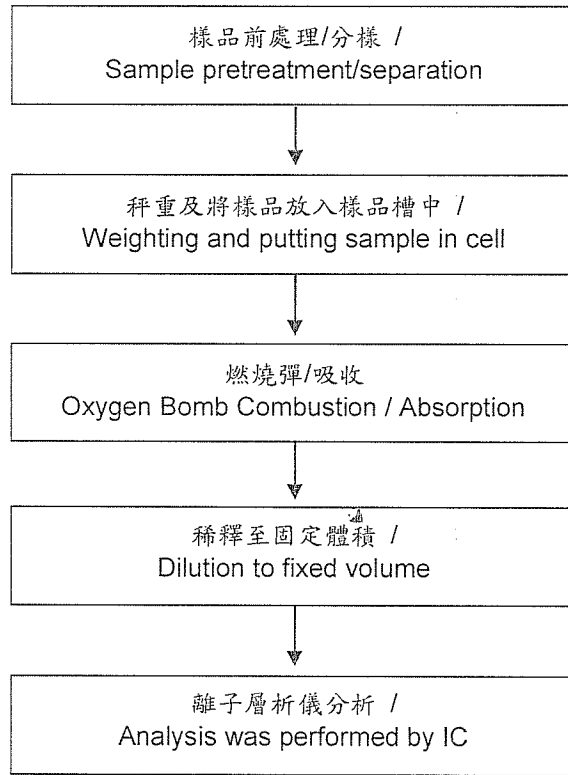 樣品前處理/分樣 /
Sample pretreatment/separation
秤重及將樣品放入樣品槽中 /
Weighting and putting sample in cell
燃燒彈/吸收
Oxygen Bomb Combustion / Absorption
稀釋至固定體積 /
Dilution to fixed volume
離子層析儀分析 /
Analysis was performed by IC